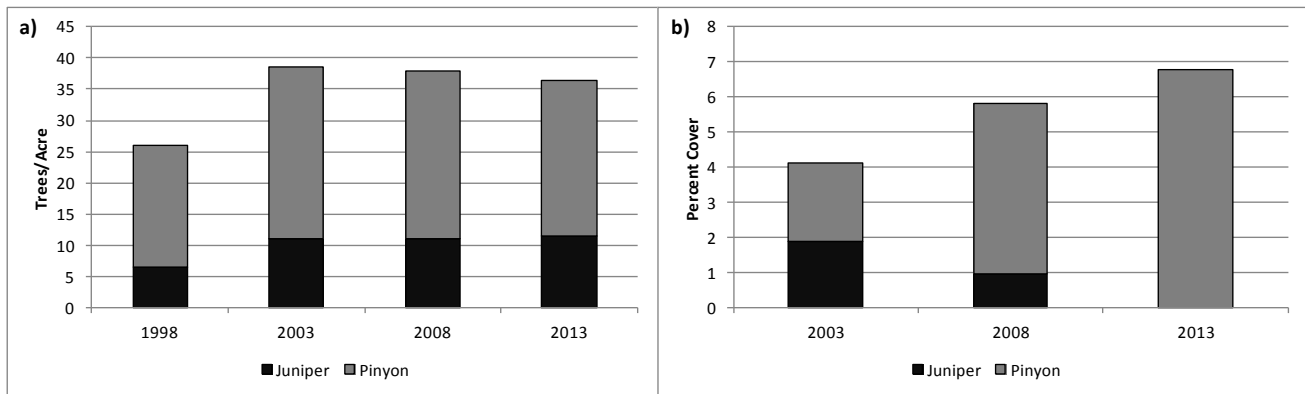 a)
Trees/Acre
45
40
35
30
25
20
15
10
5
0
1998 2003 2008 2013
Juniper Pinyon
b)
Percent Cover
8
7
6
5
4
3
2
1
0
2003 2008 2013
Juniper Pinyon